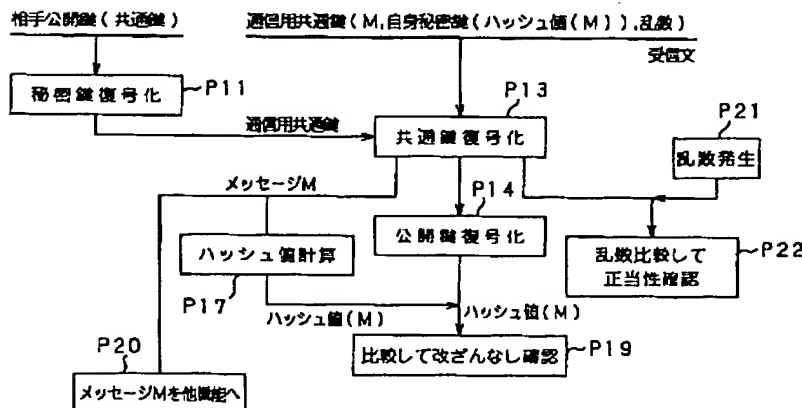 相手公開鍵(共通鍵)
通信用共通鍵(M,自身秘密鍵(ハッシュ値(M)),乱数)
受信文
秘密鍵復号化
P11
P13
通信用共通鍵
共通鍵復号化
P21
乱数発生
メッセージM
P14
公開鍵復号化
ハッシュ値計算
乱数比較して
正当性確認
P22
P17
ハッシュ値(M)
ハッシュ値(M)
P20
比較して改ざんなし確認
P19
メッセージMを他機能へ